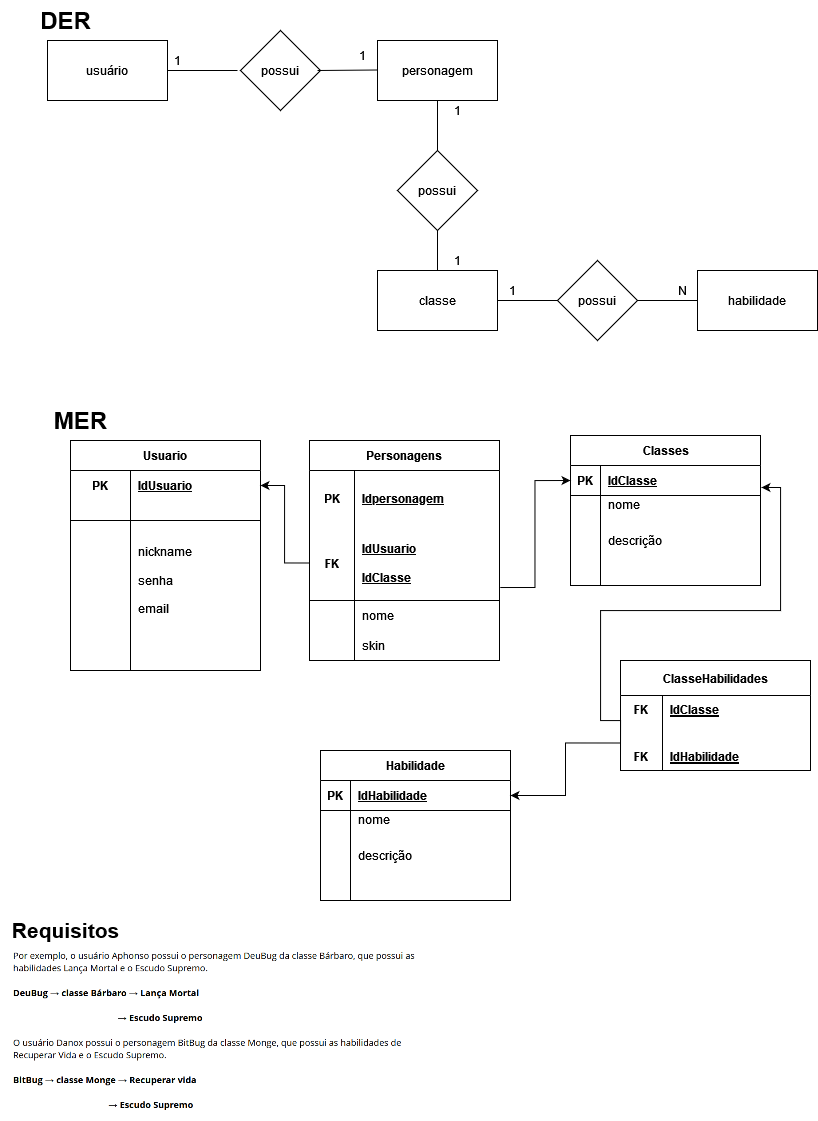 DER
usuário
1
possui
1
personagem
1
possui
1
classe
1
possui
N
habilidade
MER
Usuario
PK IdUsuario
nickname
senha
email
Personagens
PK Idpersonagem
FK IdUsuario
IdClasse
nome
skin
Classes
PK IdClasse
nome
descrição
ClasseHabilidades
FK IdClasse
FK IdHabilidade
Habilidade
PK IdHabilidade
nome
descrição
Requisitos
Por exemplo, o usuário Aphonso possui o personagem DeuBug da classe Bárbaro, que possui as
habilidades Lança Mortal e o Escudo Supremo.
DeuBug → classe Bárbaro → Lança Mortal
→ Escudo Supremo
O usuário Danox possui o personagem BitBug da classe Monge, que possui as habilidades de
Recuperar Vida e o Escudo Supremo.
BitBug → classe Monge → Recuperar vida
→ Escudo Supremo